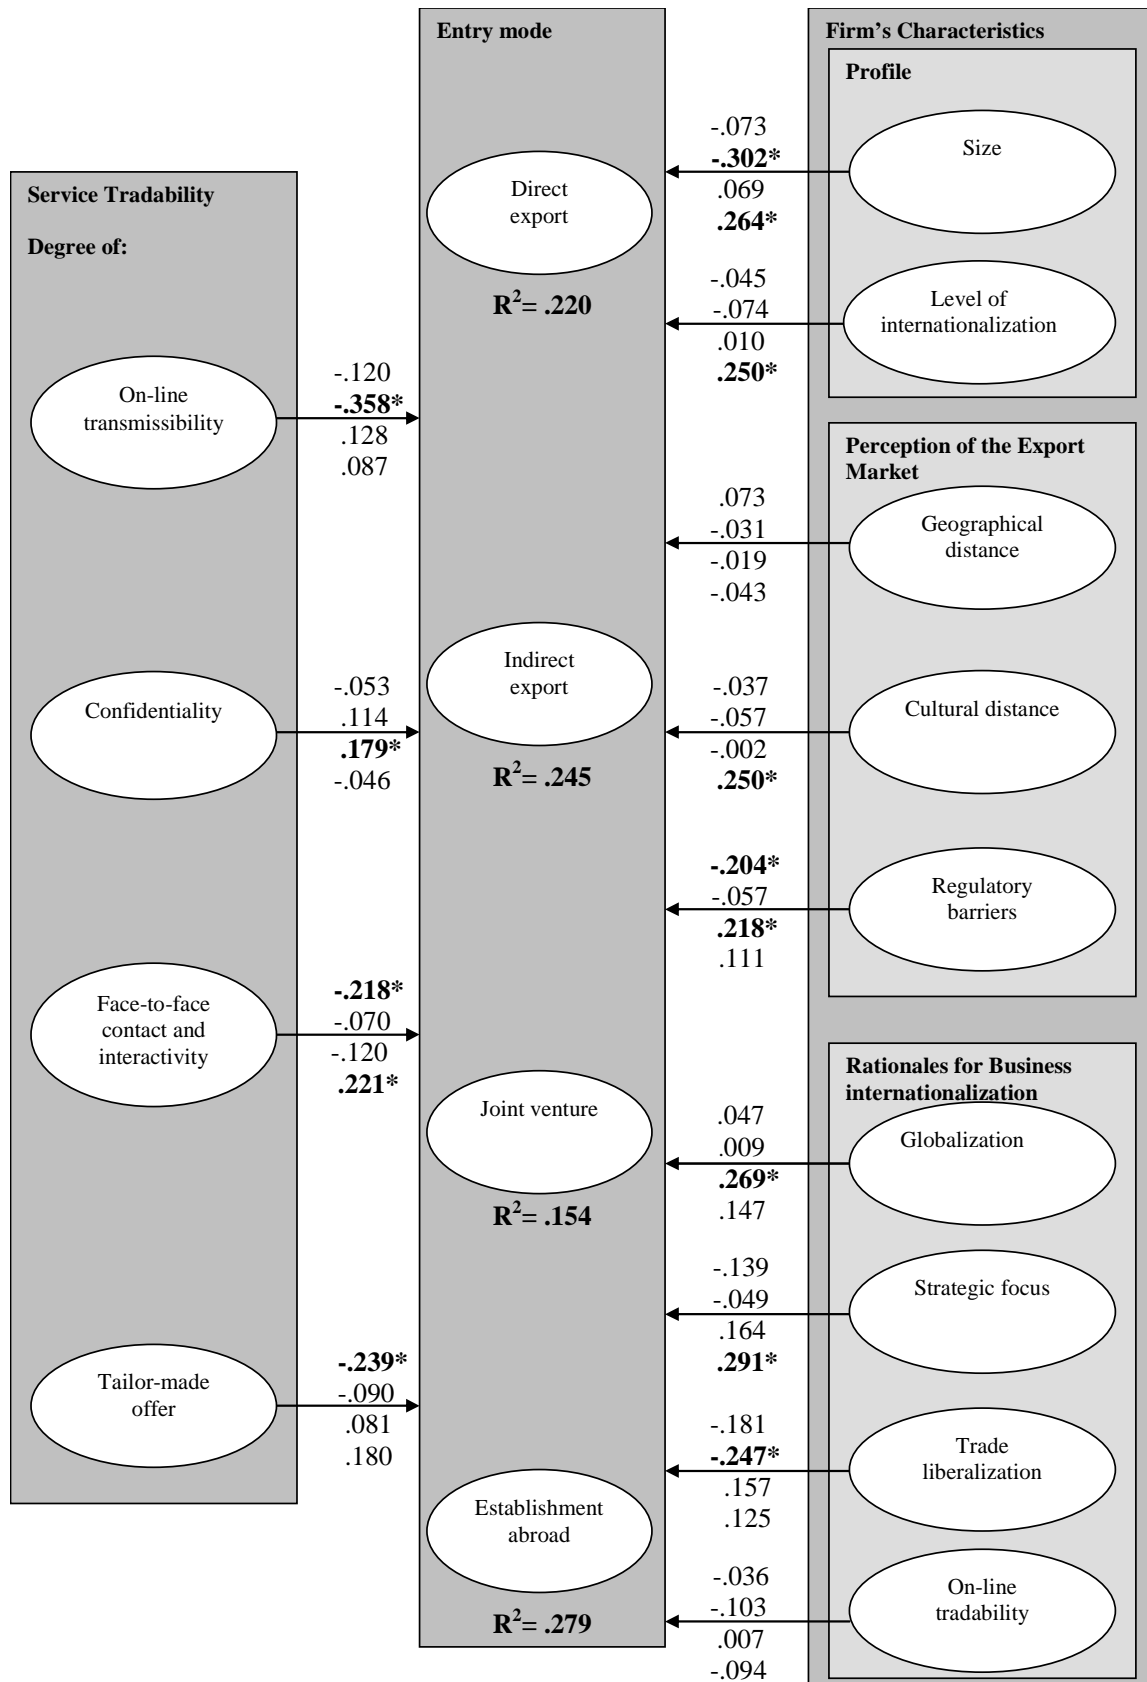 Service Tradability
Degree of:
On-line
transmissibility
-.120
-.358*
.128
.087
Confidentiality
-.053
.114
.179*
-.046
Face-to-face
contact and
interactivity
-.218*
-.070
-.120
.221*
Tailor-made
offer
-.239*
-.090
.081
.180
Entry mode
Direct
export
R²= .220
Indirect
export
R²= .245
Joint venture
R²= .154
Establishment
abroad
R²= .279
Firm's Characteristics
Profile
-.073
-.302*
.069
.264*
Size
-.045
-.074
.010
.250*
Level of
internationalization
Perception of the Export
Market
.073
-.031
-.019
-.043
Geographical
distance
-.037
-.057
-.002
.250*
Cultural distance
-.204*
-.057
.218*
.111
Regulatory
barriers
Rationales for Business
internationalization
.047
.009
.269*
.147
Globalization
-.139
-.049
.164
.291*
Strategic focus
-.181
-.247*
.157
.125
Trade
liberalization
-.036
-.103
.007
-.094
On-line
tradability